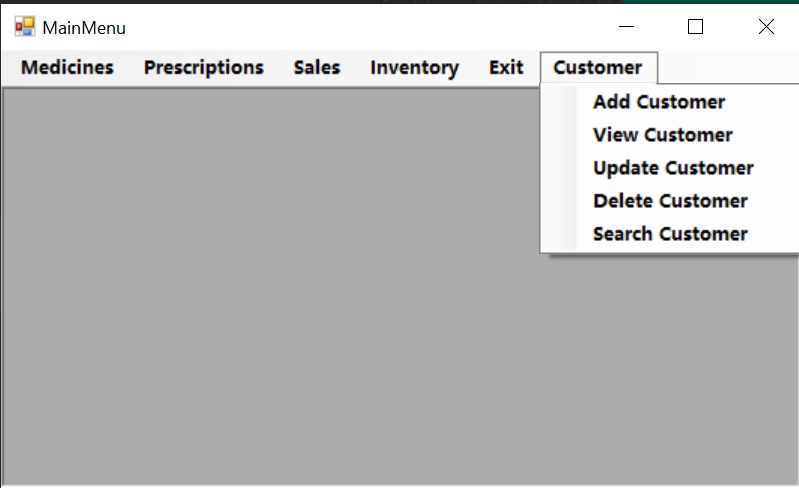 MainMenu
Medicines Prescriptions Sales Inventory Exit Customer
Add Customer
View Customer
Update Customer
Delete Customer
Search Customer